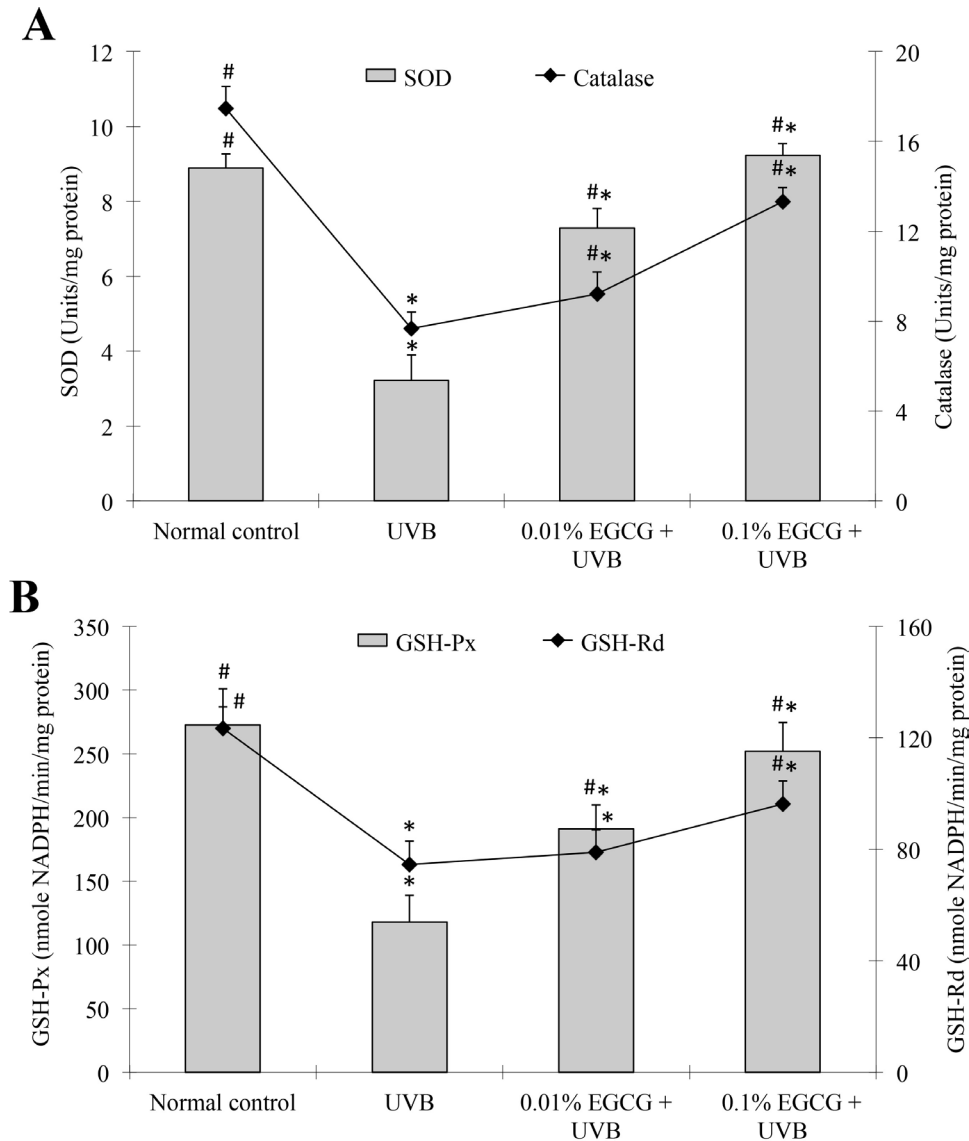 A
12
10
8
6
4
2
0
SOD (Units/mg protein)
SOD
Catalase
20
16
12
8
4
0
Catalase (Units/mg protein)
#
#
*
*
#*
#*
#*
#*
Normal control
UVB
0.01% EGCG +
UVB
0.1% EGCG +
UVB
B
350
300
250
200
150
100
50
0
GSH-Px (nmole NADPH/min/mg protein)
GSH-Px
GSH-Rd
160
120
80
40
0
GSH-Rd (nmole NADPH/min/mg protein)
#
#
*
*
#*
*
#*
#*
Normal control
UVB
0.01% EGCG +
UVB
0.1% EGCG +
UVB